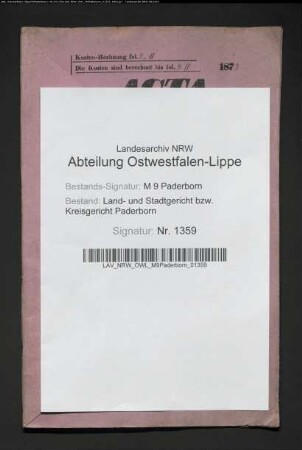 Kosten-Rechnung fol.
Die Kosten sind berechnet bis fol.
187
ACTA
Landesarchiv NRW
Abteilung Ostwestfalen-Lippe
Bestands-Signatur: M 9 Paderborn
Bestand: Land- und Stadtgericht bzw.
Kreisgericht Paderborn
Signatur: Nr. 1359
LAV_NRW_OWL_M9Paderborn_01359